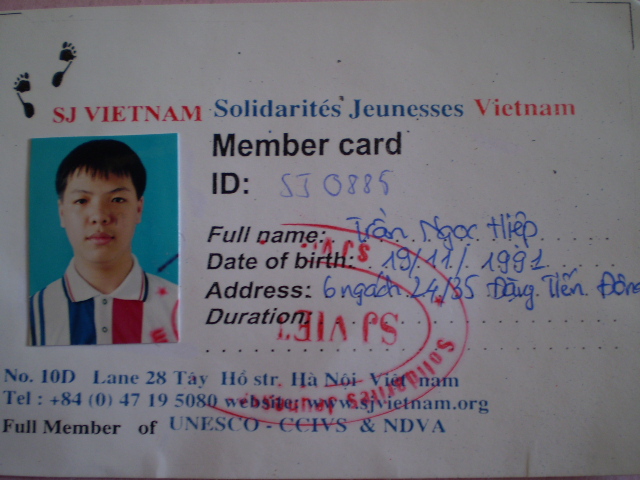 SJ VIETNAM Solidarités Jeunesses Vietnam
Member card
ID: SJ 0885
Full name: Trần Ngọc Hiệp
Date of birth: 19/11/1991
Address: 6 ngách 24/35 Đặng Tiến Đông
Duration:
SJ VIET
No. 10D Lane 28 Tây Hồ str, Hà Nội Việt nam
Tel : +84 (0) 47 19 5080 website: www.sjvietnam.org
Full Member of UNESCO - CCIVS & NDVA